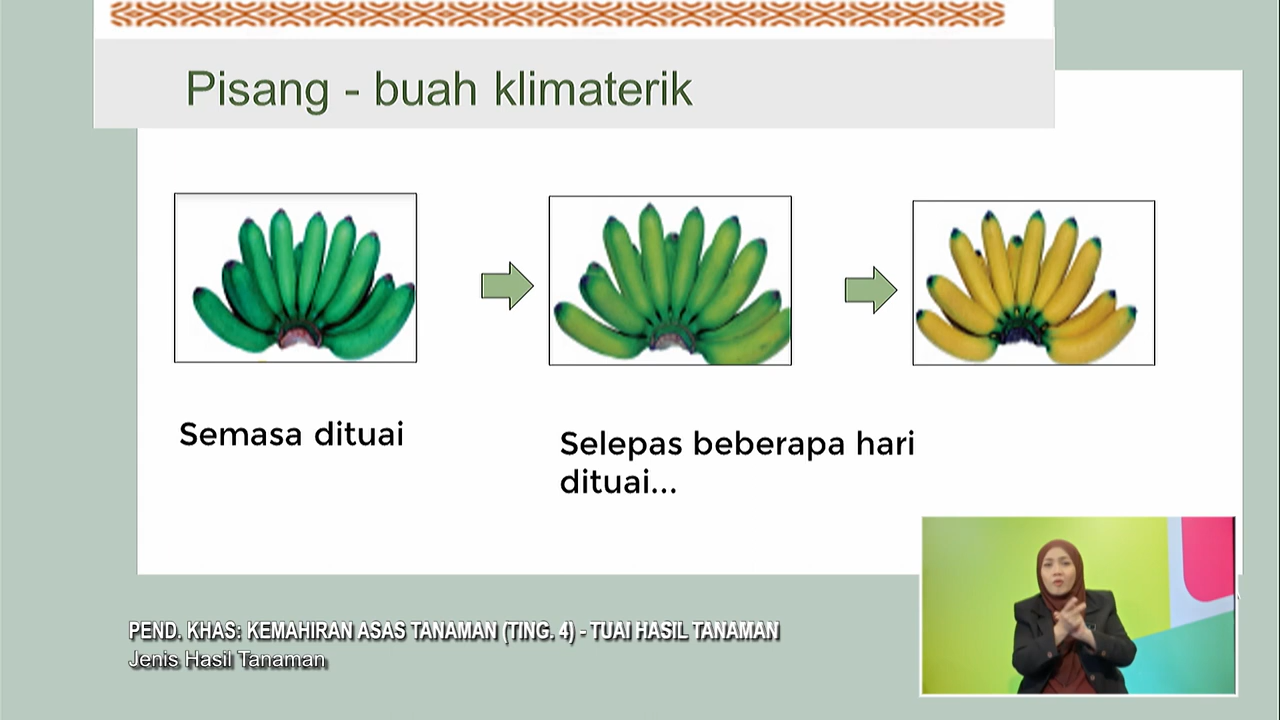 Pisang - buah klimaterik
Semasa dituai
Selepas beberapa hari
dituai...
PEND. KHAS: KEMAHIRAN ASAS TANAMAN (TING. 4) - TUAI HASIL TANAMAN
Jenis Hasil Tanaman